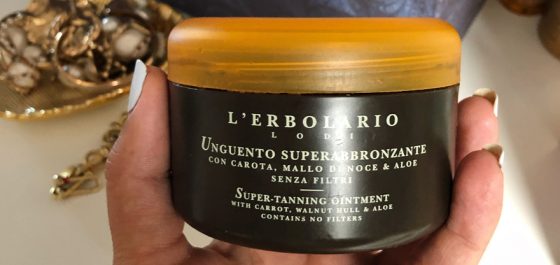 L'ERBOLARIO
LODI
UNGUENTO SUPERABBRONZANTE
CON CAROTA, MALLO DI NOCE & ALOE
SENZA FILTRI
SUPER-TANNING OINTMENT
WITH CARROT, WALNUT HULL & ALOE
CONTAINS NO FILTERS